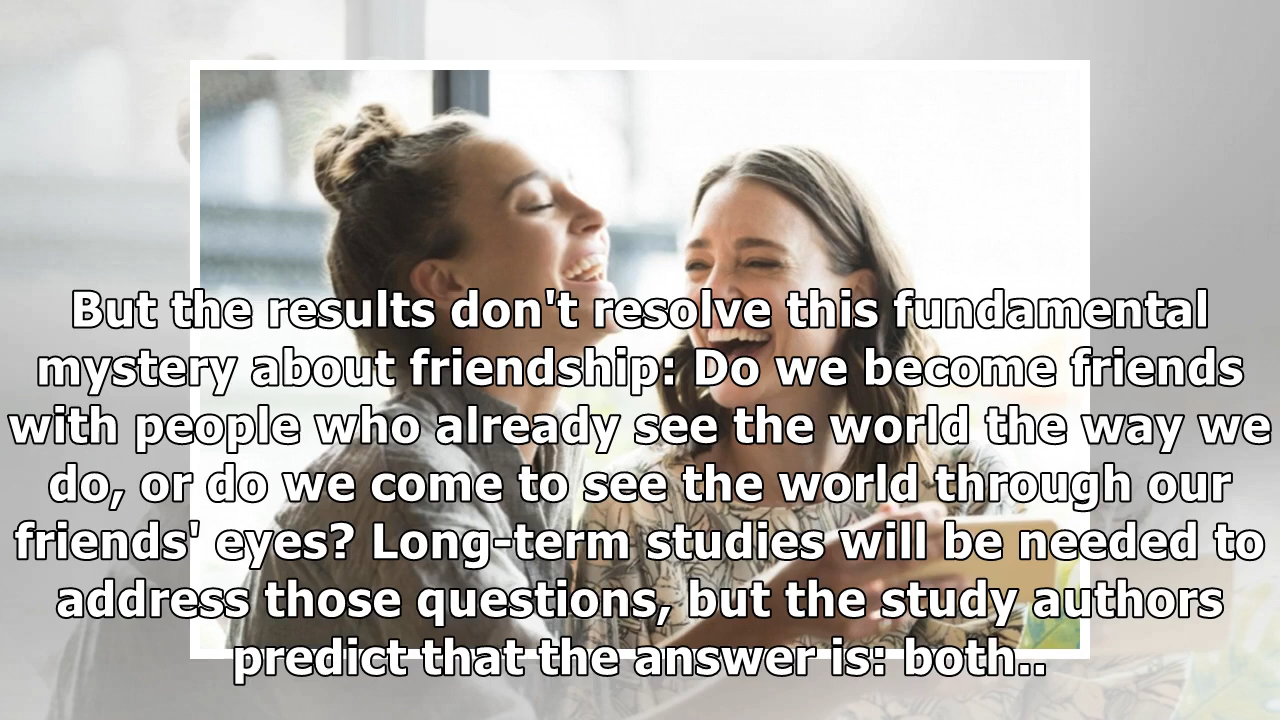 But the results don't resolve this fundamental
mystery about friendship: Do we become friends
with people who already see the world the way we
do, or do we come to see the world through our
friends' eyes? Long-term studies will be needed to
address those questions, but the study authors
predict that the answer is: both..